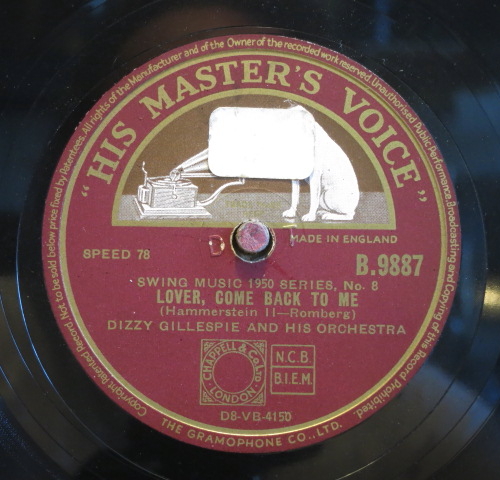 All rights of the Manufacturer and of the Owner of the recorded work reserved Unauthorised Public Performance, Broadcasting and Copying of this Record Prohibited.
Copyright Patented Record. Not to be sold below price fixed by Patentees.
"HIS MASTER'S VOICE"
D
MADE IN ENGLAND
SPEED 78
B.9887
SWING MUSIC 1950 SERIES, No. 8
LOVER, COME BACK TO ME
(Hammerstein II—Romberg)
DIZZY GILLESPIE AND HIS ORCHESTRA
CHAPPELL & Co. LTD
LONDON
N.C.B.
B.I.E.M.
D8-VB-4150
THE GRAMOPHONE CO., LTD.